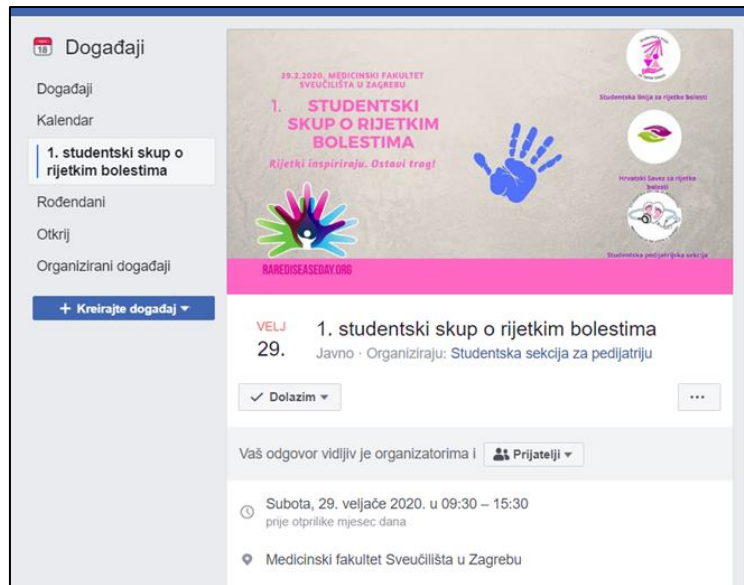 18
Događaji
Događaji
Kalendar
1. studentski skup o
rijetkim bolestima
Rođendani
Otkrij
Organizirani događaji
+ Kreirajte događaj
29.2.2020. MEDICINSKI FAKULTET
SVEUČILIŠTA U ZAGREBU
1. STUDENTSKI
SKUP O RIJETKIM
BOLESTIMA
Rijetki inspiriraju. Ostavi trag!
RAREDISEASEDAY.ORG
Studentska linija za rijetke bolesti
Hrvatski Savez za rijetke
bolesti
Studentska pedijatrijska sekcija
VELJ
29.
1. studentski skup o rijetkim bolestima
Javno · Organiziraju: Studentska sekcija za pedijatriju
Dolazim
...
Vaš odgovor vidljiv je organizatorima i Prijatelji
Subota, 29. veljače 2020. u 09:30 – 15:30
prije otprilike mjesec dana
Medicinski fakultet Sveučilišta u Zagrebu